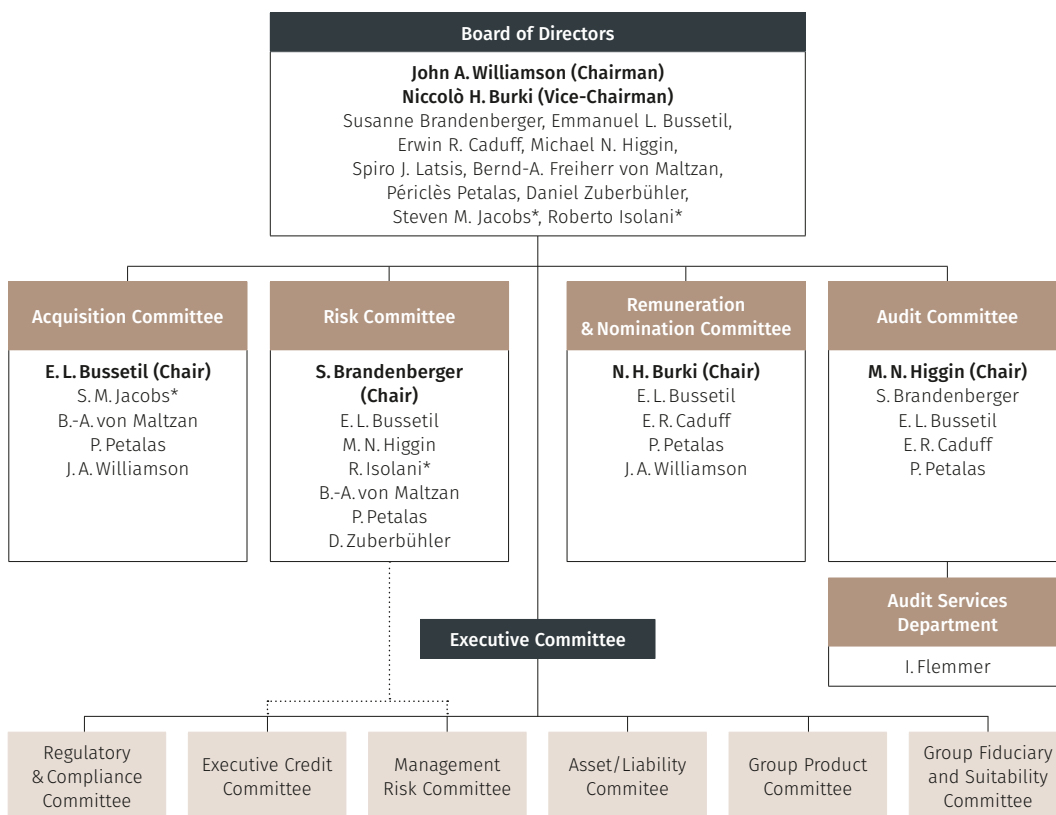 Board of Directors
John A. Williamson (Chairman)
Niccolò H. Burki (Vice-Chairman)
Susanne Brandenberger, Emmanuel L. Bussetil,
Erwin R. Caduff, Michael N. Higgin,
Spiro J. Latsis, Bernd-A. Freiherr von Maltzan,
Périclès Petalas, Daniel Zuberbühler,
Steven M. Jacobs*, Roberto Isolani*
Acquisition Committee
E. L. Bussetil (Chair)
S. M. Jacobs*
B.-A. von Maltzan
P. Petalas
J. A. Williamson
Risk Committee
S. Brandenberger
(Chair)
E. L. Bussetil
M. N. Higgin
R. Isolani*
B.-A. von Maltzan
P. Petalas
D. Zuberbühler
Remuneration
& Nomination Committee
N. H. Burki (Chair)
E. L. Bussetil
E. R. Caduff
P. Petalas
J. A. Williamson
Audit Committee
M. N. Higgin (Chair)
S. Brandenberger
E. L. Bussetil
E. R. Caduff
P. Petalas
Audit Services
Department
I. Flemmer
Executive Committee
Regulatory
& Compliance
Committee
Executive Credit
Committee
Management
Risk Committee
Asset/Liability
Commitee
Group Product
Committee
Group Fiduciary
and Suitability
Committee